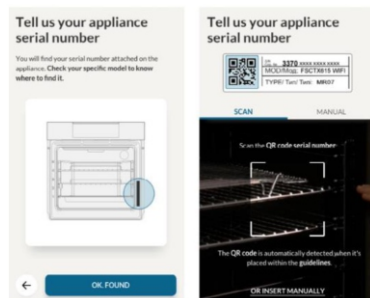 Tell us your appliance
serial number
You will find your serial number attached on the
appliance. Check your specific model to know
where to find it.
OK, FOUND
Tell us your appliance
serial number
3370
MOD/Mog: FSCTX615 WIFI
TYPE/ Tan/ Twn: MR07
SCAN MANUAL
Scan the QR code serial number
The QR code is automatically detected when it's
placed within the guidelines.
OR INSERT MANUALLY